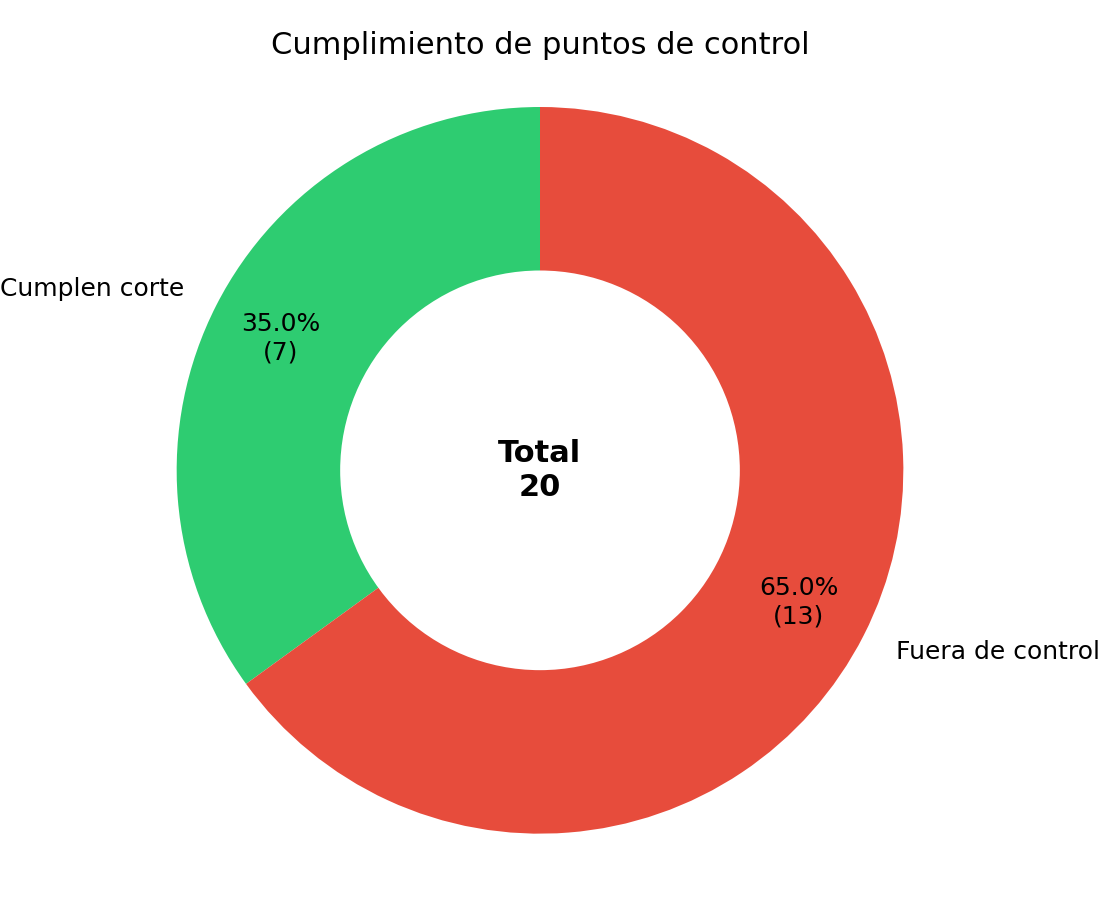 Cumplimiento de puntos de control
Cumplen corte
35.0%
(7)
Total
20
65.0%
(13)
Fuera de control